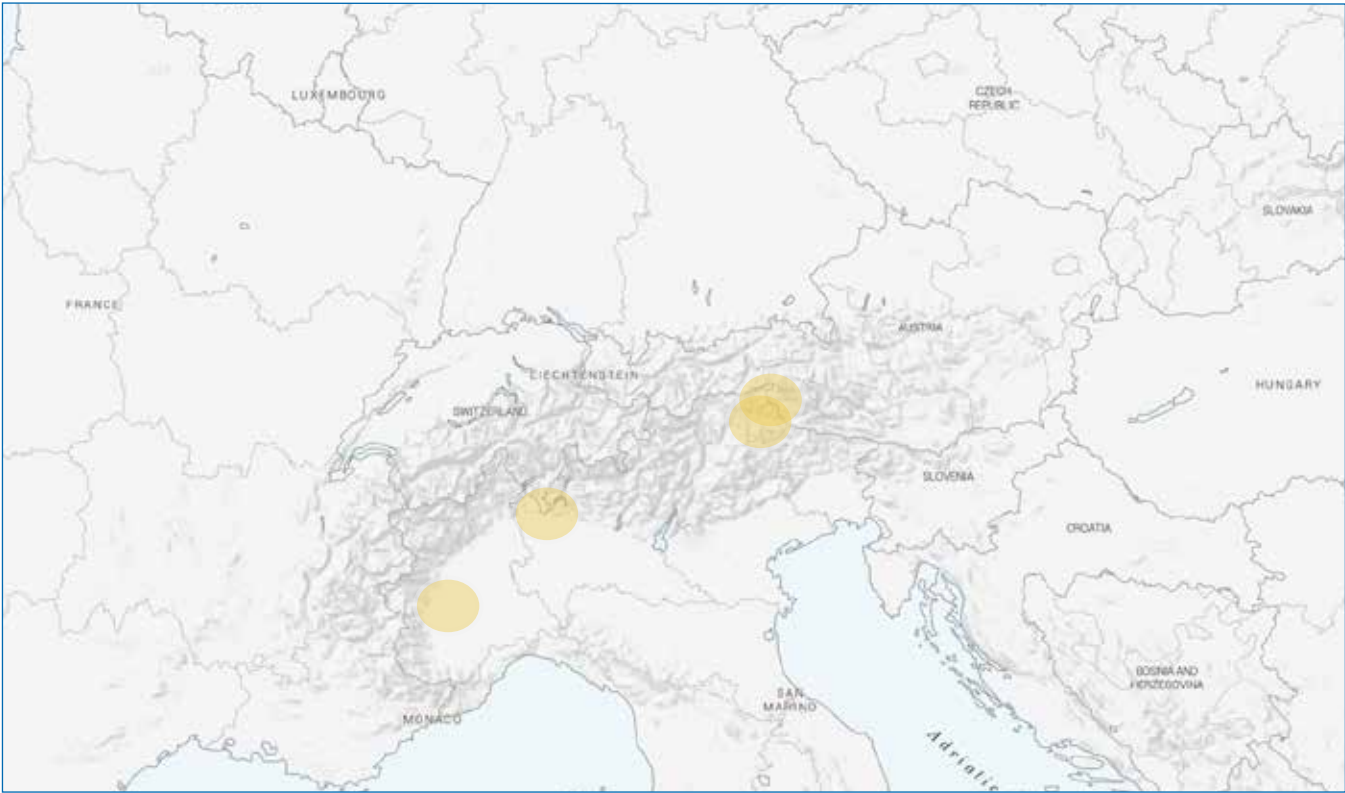 LUXEMBOURG
CZECH
REPUBLIC
SLOVAKIA
FRANCE
AUSTRIA
LIECHTENSTEIN
HUNGARY
SWITZERLAND
SLOVENIA
CROATIA
BOSNIA AND
HERZEGOVINA
SAN
MARINO
MONACO
Adriatic